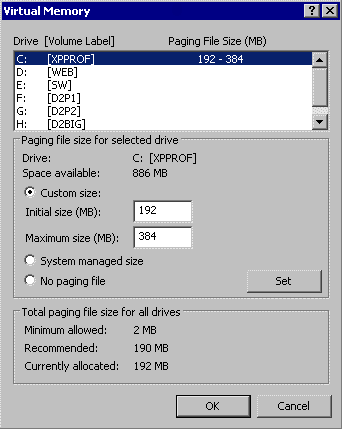 Virtual Memory
Drive [Volume Label] Paging File Size (MB)
C: [XPPROF] 192 - 384
D: [WEB]
E: [SW]
F: [D2P1]
G: [D2P2]
H: [D2BIG]
Paging file size for selected drive
Drive: C: [XPPROF]
Space available: 886 MB
Custom size:
Initial size (MB): 192
Maximum size (MB): 384
System managed size
No paging file Set
Total paging file size for all drives
Minimum allowed: 2 MB
Recommended: 190 MB
Currently allocated: 192 MB
OK Cancel